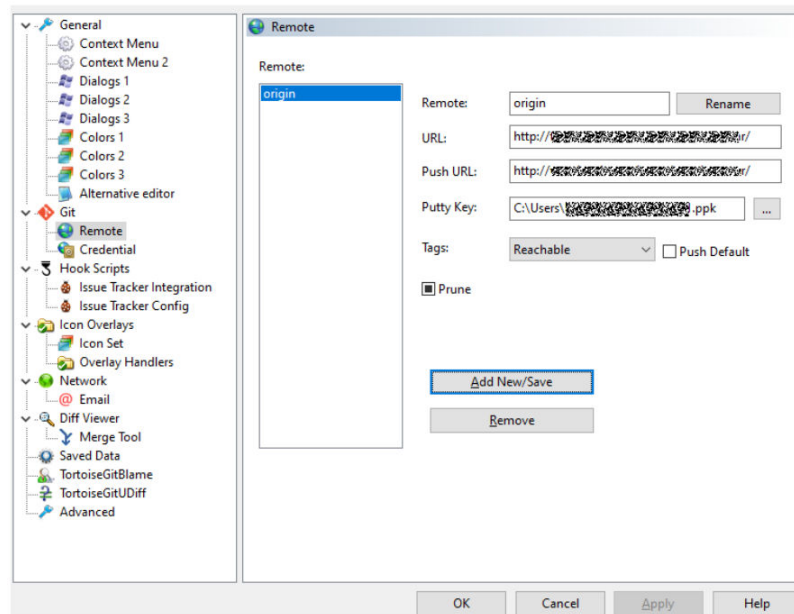 General
Context Menu
Context Menu 2
Dialogs 1
Dialogs 2
Dialogs 3
Colors 1
Colors 2
Colors 3
Alternative editor
Git
Remote
Credential
Hook Scripts
Issue Tracker Integration
Issue Tracker Config
Icon Overlays
Icon Set
Overlay Handlers
Network
Email
Diff Viewer
Merge Tool
Saved Data
TortoiseGitBlame
TortoiseGitUDiff
Advanced
Remote
Remote:
origin
Remote: origin Rename
URL: http:// r/
Push URL: http:// r/
Putty Key: C:\Users\ .ppk ...
Tags: Reachable Push Default
Prune
Add New/Save
Remove
OK Cancel Apply Help